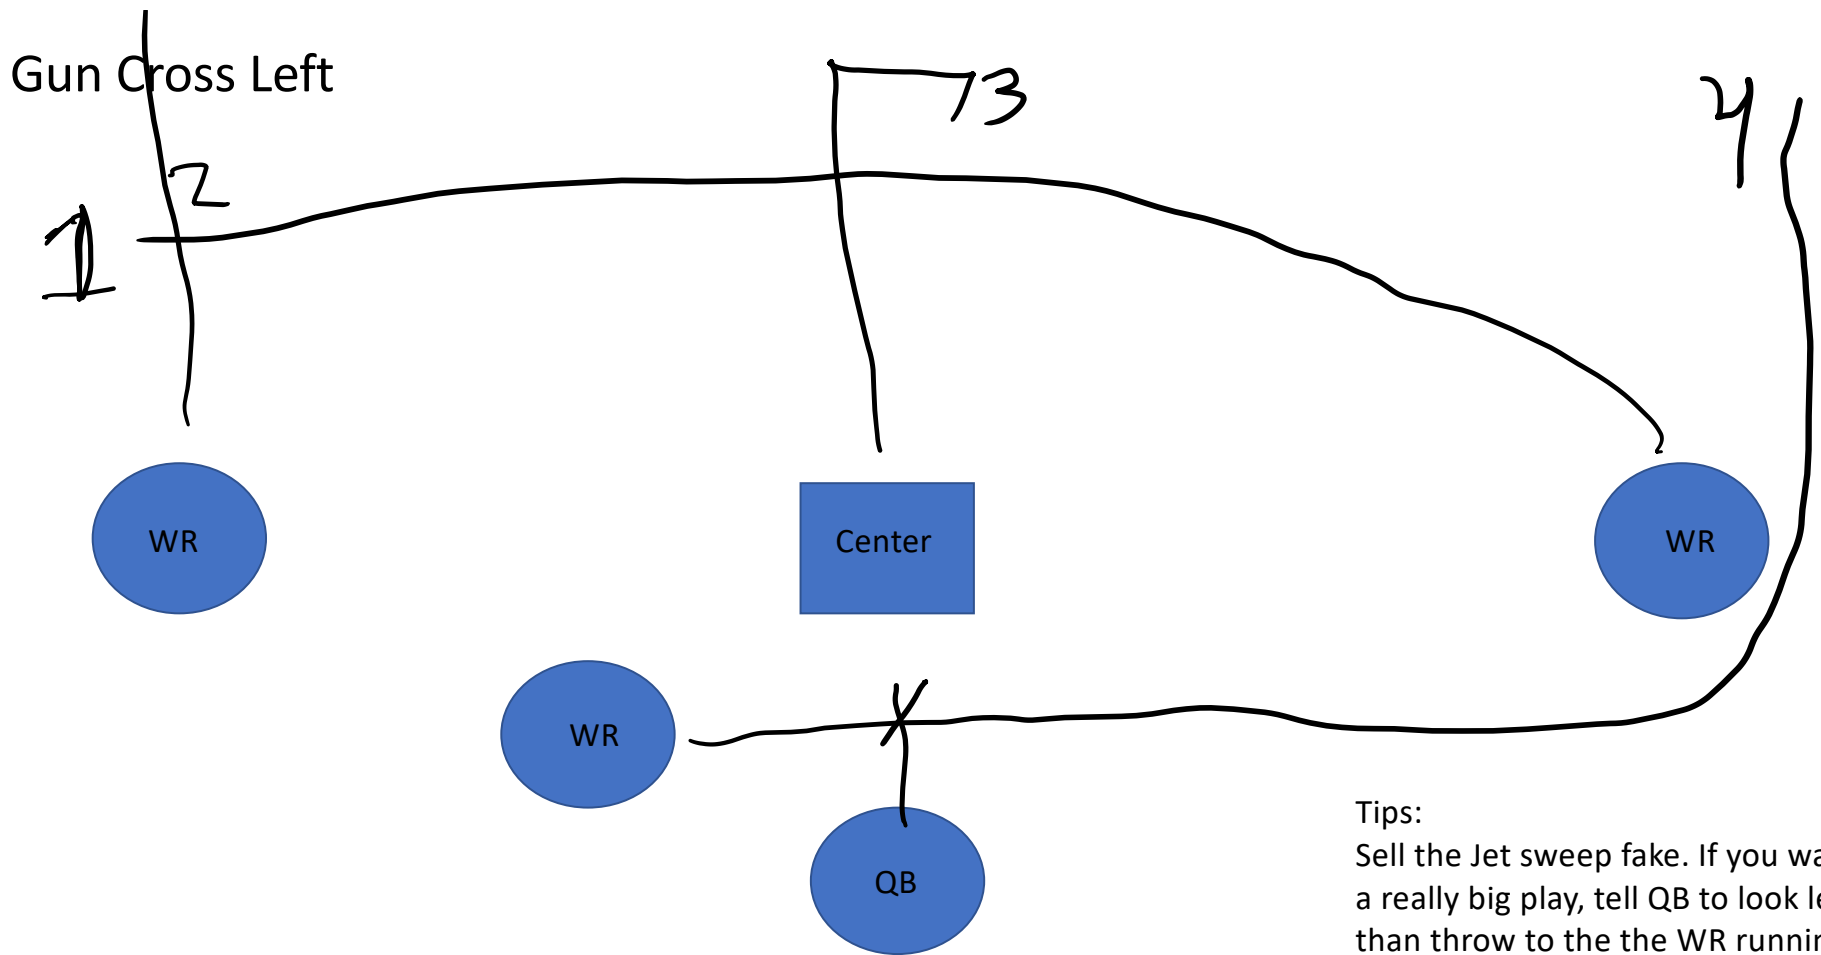 Gun Cross Left
3
4
2
1
WR
Center
WR
WR
QB
Tips:
Sell the Jet sweep fake. If you
a really big play, tell QB to look
than throw to the the WR